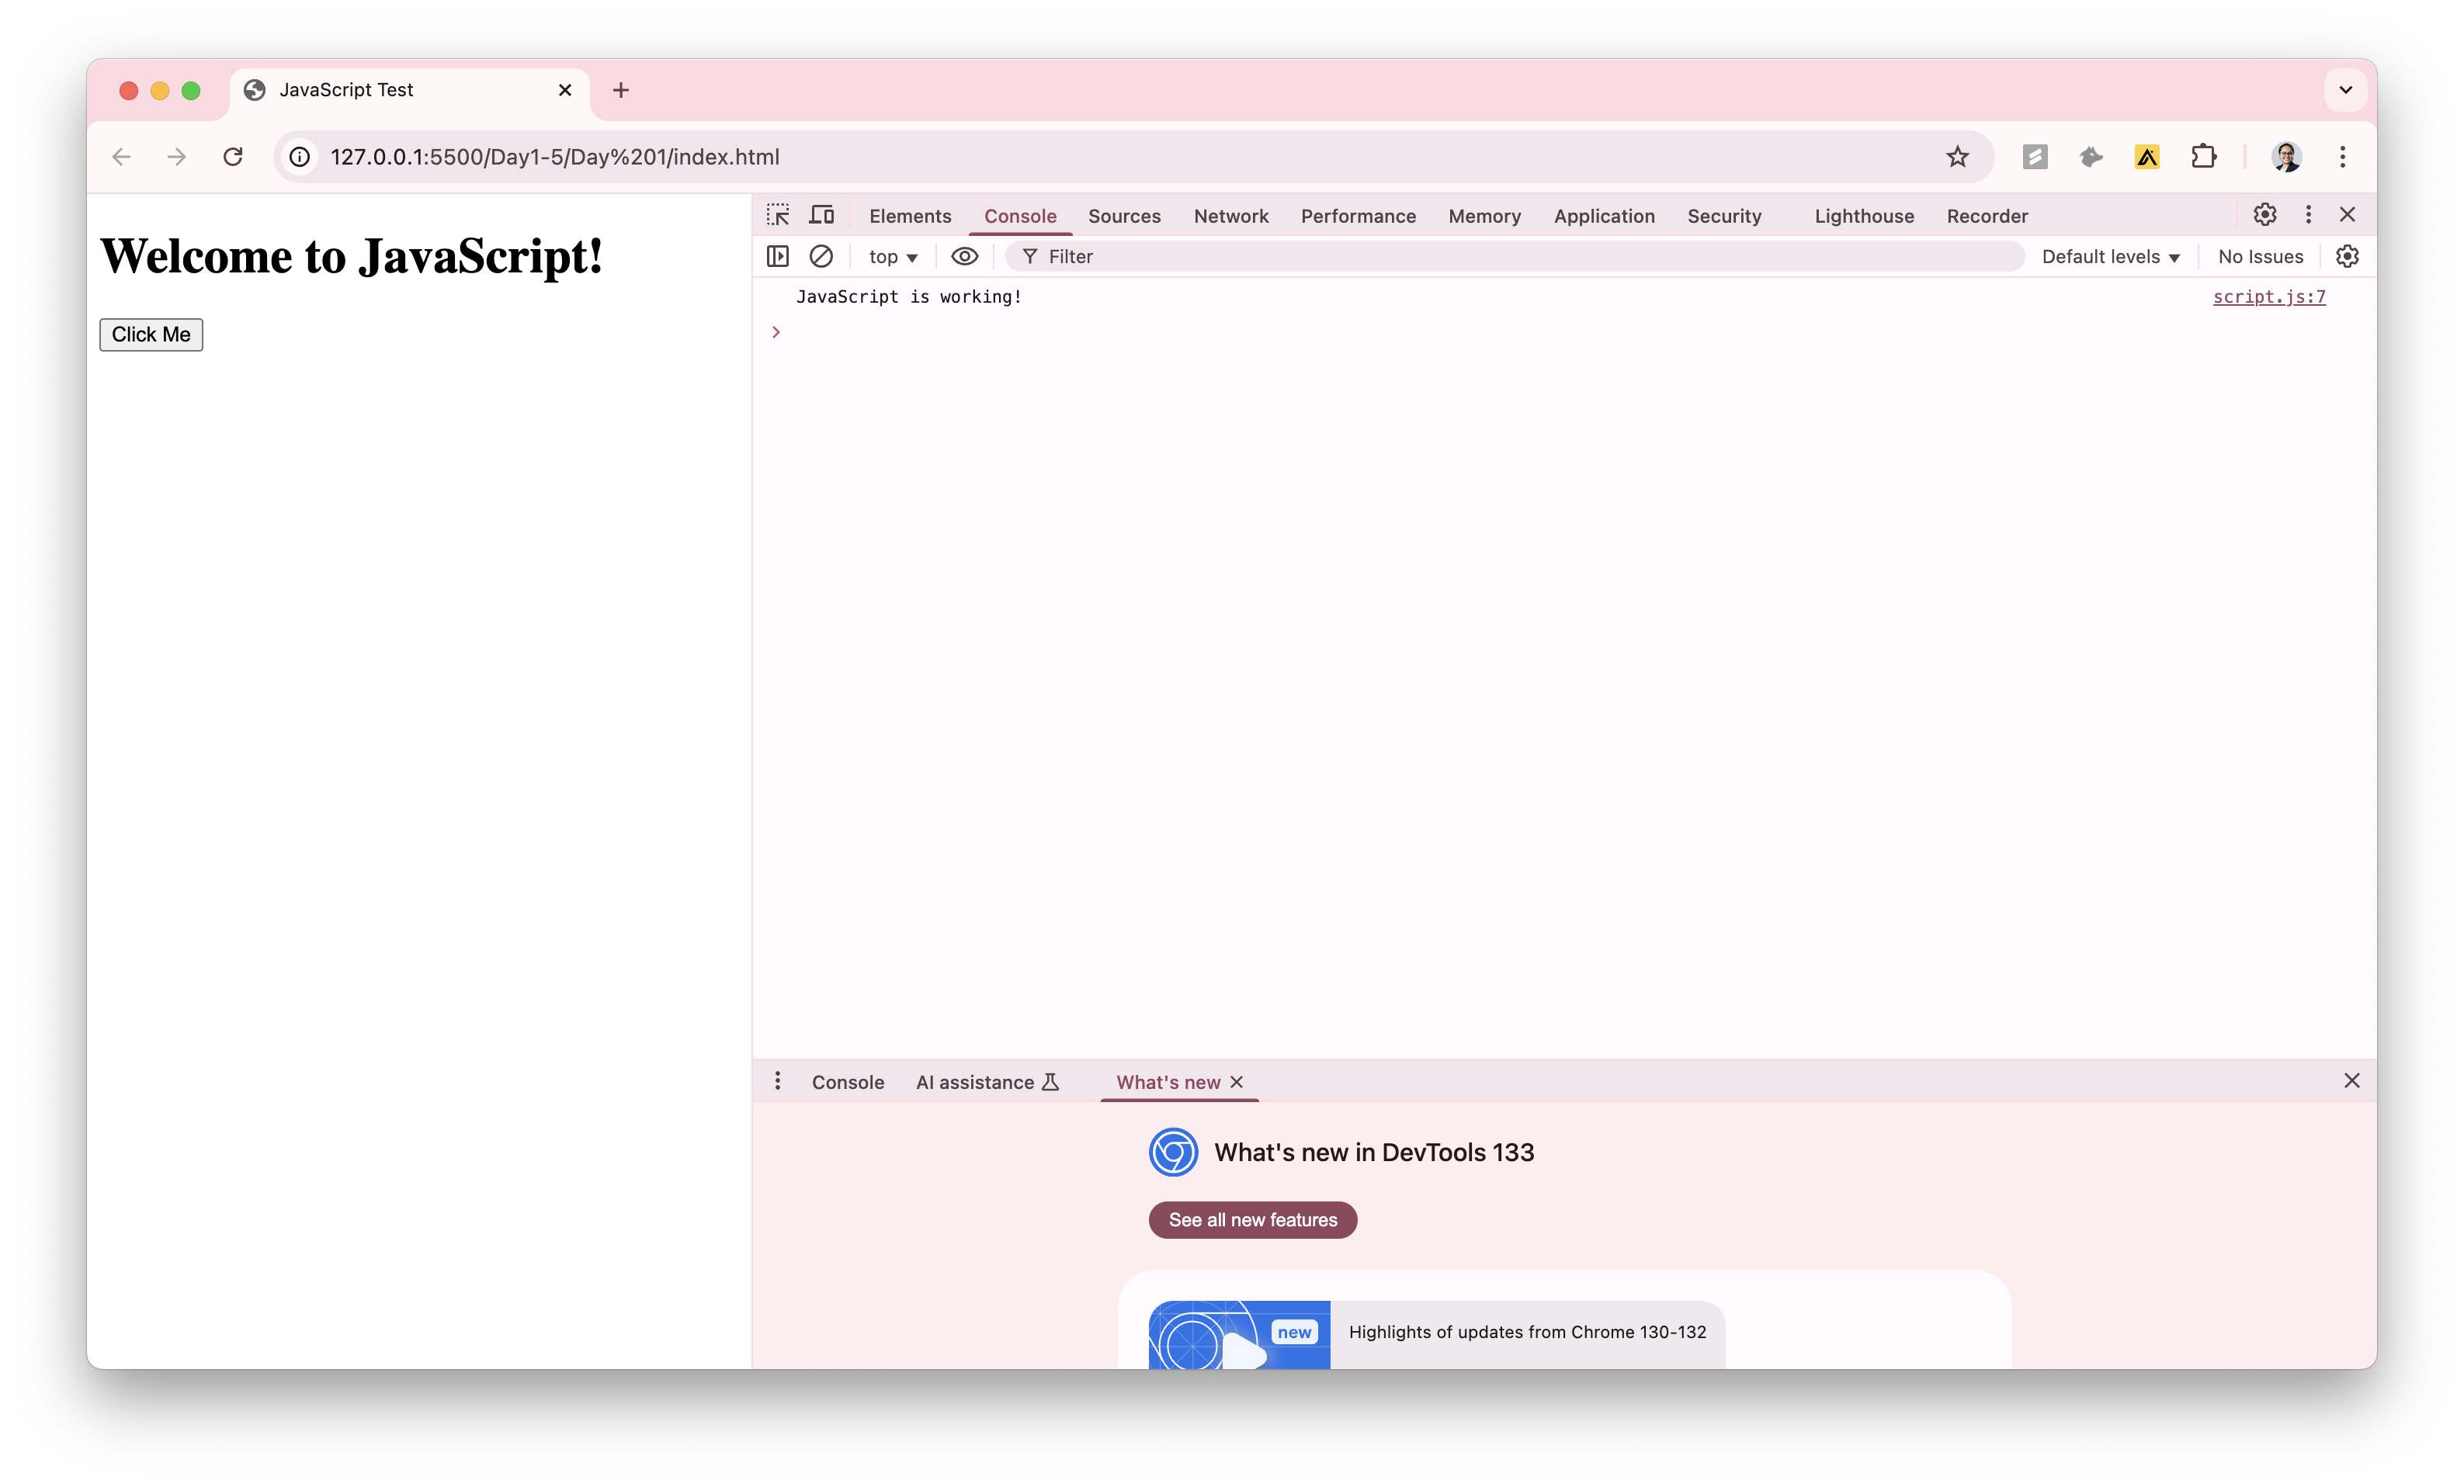 JavaScript Test
127.0.0.1:5500/Day1-5/Day%201/index.html
Welcome to JavaScript!
Click Me
Elements Console Sources Network Performance Memory Application Security Lighthouse Recorder
top Filter Default levels No Issues
JavaScript is working! script.js:7
Console AI assistance What's new
What's new in DevTools 133
See all new features
new Highlights of updates from Chrome 130-132